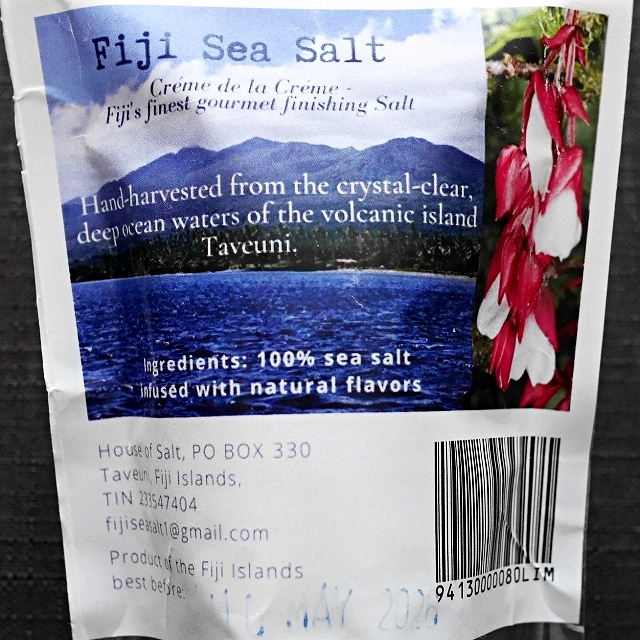 Fiji Sea Salt
Créme de la Créme -
Fiji's finest gourmet finishing Salt
Hand-harvested from the crystal-clear,
deep ocean waters of the volcanic island
Taveuni.
Ingredients: 100% sea salt
infused with natural flavors
House of Salt, PO BOX 330
Taveuni, Fiji Islands,
TIN 233547404
fijiseasalt1@gmail.com
Product of the Fiji Islands
best before: MAY
9413000080LIM